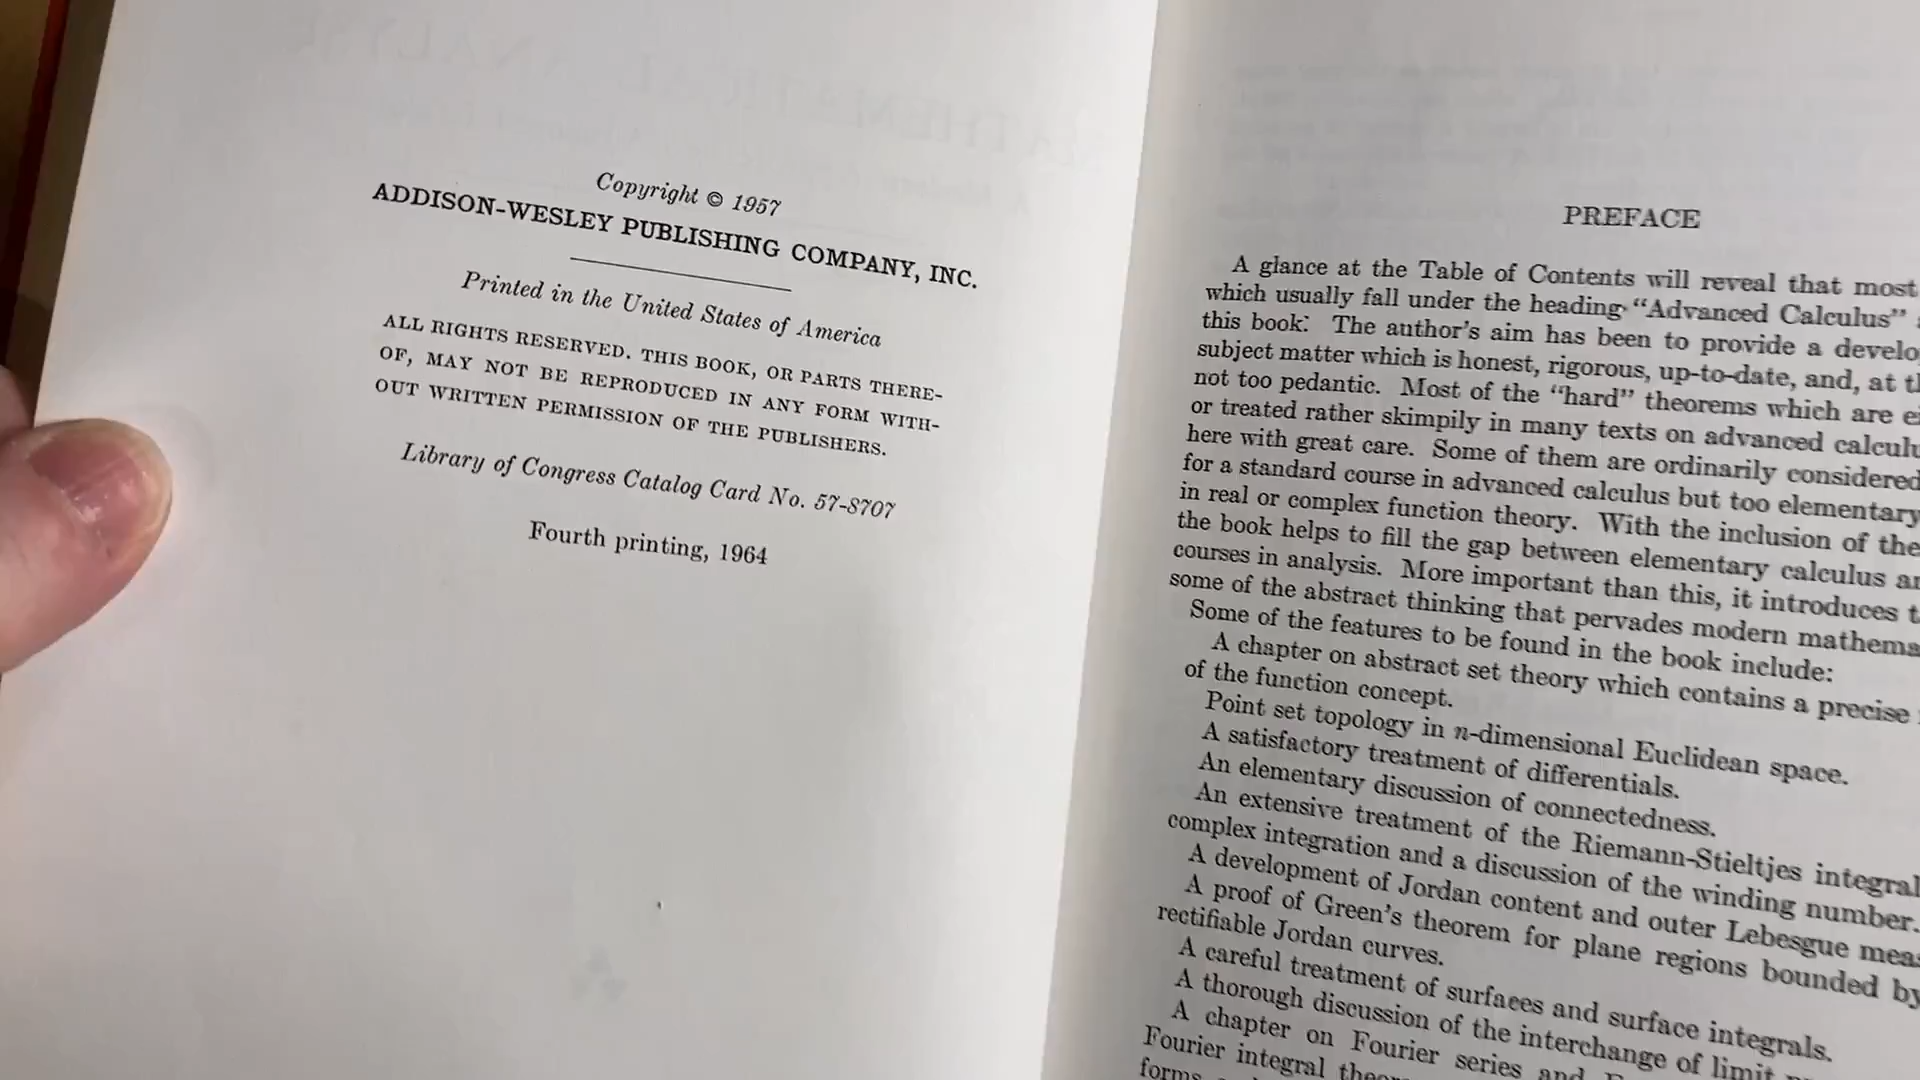 Copyright © 1957
ADDISON-WESLEY PUBLISHING COMPANY, INC.
Printed in the United States of America
ALL RIGHTS RESERVED. THIS BOOK, OR PARTS THERE-
OF, MAY NOT BE REPRODUCED IN ANY FORM WITH-
OUT WRITTEN PERMISSION OF THE PUBLISHERS.
Library of Congress Catalog Card No. 57-8707
Fourth printing, 1964
PREFACE
A glance at the Table of Contents will reveal that most
which usually fall under the heading "Advanced Calculus"
this book. The author's aim has been to provide a develo
subject matter which is honest, rigorous, up-to-date, and, at t
not too pedantic. Most of the "hard" theorems which are e
or treated rather skimpily in many texts on advanced calcul
here with great care. Some of them are ordinarily considered
for a standard course in advanced calculus but too elementary
in real or complex function theory. With the inclusion of the
the book helps to fill the gap between elementary calculus a
courses in analysis. More important than this, it introduces t
some of the abstract thinking that pervades modern mathema
Some of the features to be found in the book include:
A chapter on abstract set theory which contains a precise
of the function concept.
Point set topology in n-dimensional Euclidean space.
A satisfactory treatment of differentials.
An elementary discussion of connectedness.
An extensive treatment of the Riemann-Stieltjes integral
complex integration and a discussion of the winding number.
A development of Jordan content and outer Lebesgue meas
A proof of Green's theorem for plane regions bounded by
rectifiable Jordan curves.
A careful treatment of surfaces and surface integrals.
A thorough discussion of the interchange of limit
A chapter on Fourier series and
Fourier integral
forms